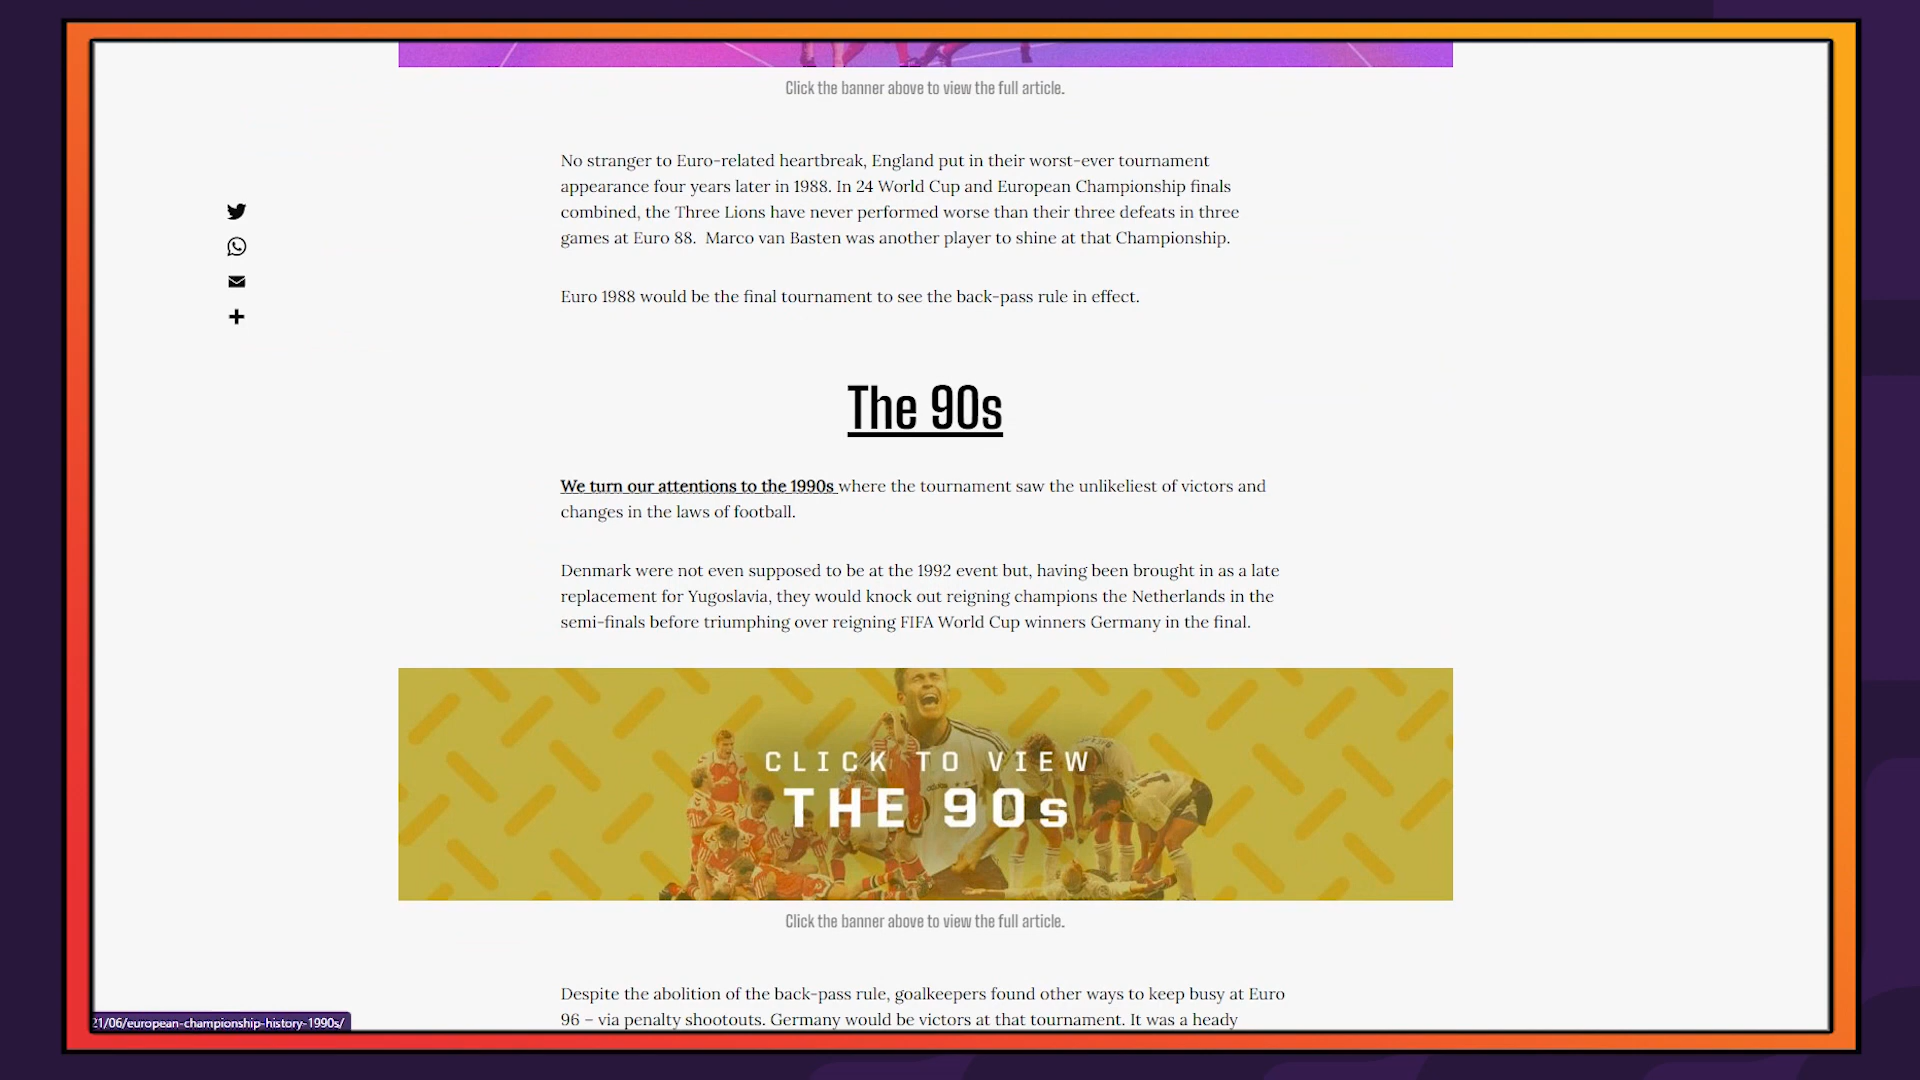 Click the banner above to view the full article.
No stranger to Euro-related heartbreak, England put in their worst-ever tournament
appearance four years later in 1988. In 24 World Cup and European Championship finals
combined, the Three Lions have never performed worse than their three defeats in three
games at Euro 88. Marco van Basten was another player to shine at that Championship.
Euro 1988 would be the final tournament to see the back-pass rule in effect.
The 90s
We turn our attentions to the 1990s where the tournament saw the unlikeliest of victors and
changes in the laws of football.
Denmark were not even supposed to be at the 1992 event but, having been brought in as a late
replacement for Yugoslavia, they would knock out reigning champions the Netherlands in the
semi-finals before triumphing over reigning FIFA World Cup winners Germany in the final.
CLICK TO VIEW
THE 90s
Click the banner above to view the full article.
Despite the abolition of the back-pass rule, goalkeepers found other ways to keep busy at Euro
96 – via penalty shootouts. Germany would be victors at that tournament. It was a heady
21/06/european-championship-history-1990s/